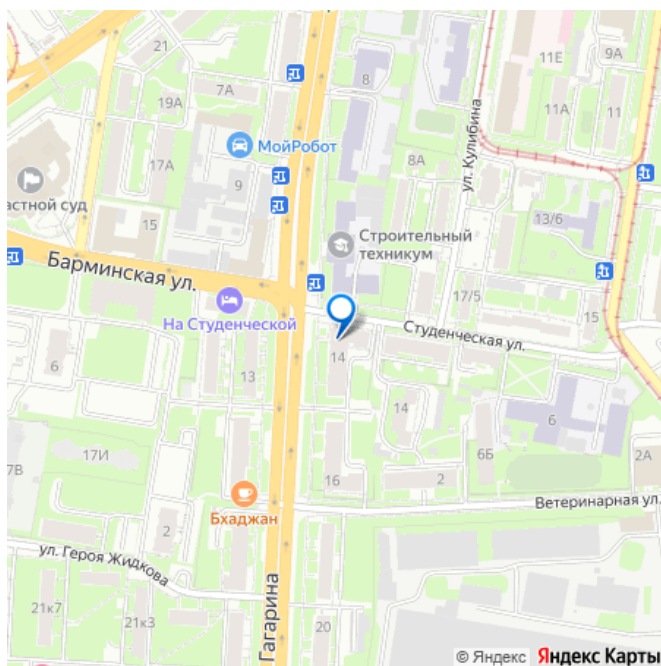 21
7А
19А
8
11Е
9А
11А
11
МойРобот
17А
9
8А
ул. Кулибина
астной суд
15
Строительный
техникум
13/6
Барминская ул.
17/5
На Студенческой
Студенческая ул.
15
6
13
14
14
6
17И
7В
6Б
2
2А
16
Бхаджан
Ветеринарная ул.
2
ул. Героя Жидкова
Гагарина
21к7
21к3
20
© Яндекс Яндекс Карты